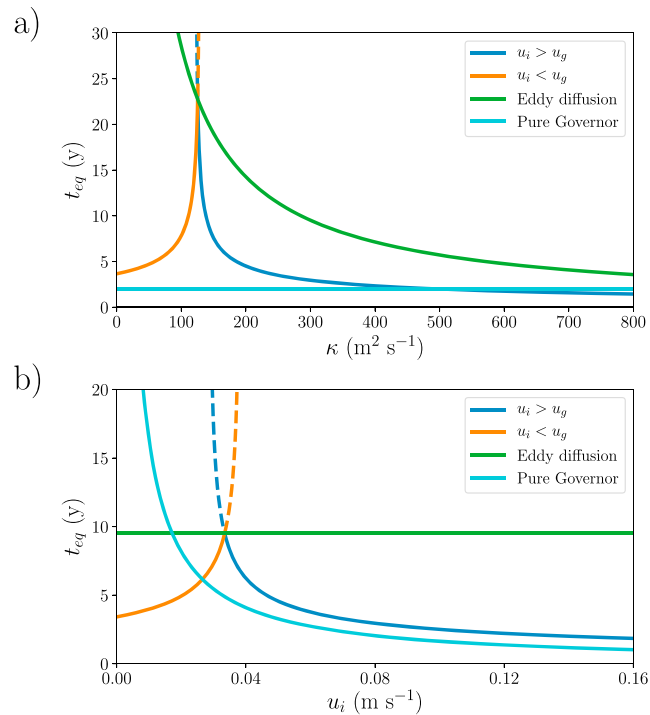 a)
30
25
20
15
10
5
0
t_eq (y)
u_i > u_g
u_i < u_g
Eddy diffusion
Pure Governor
0 100 200 300 400 500 600 700 800
κ (m² s⁻¹)
b)
20
15
10
5
0
t_eq (y)
u_i > u_g
u_i < u_g
Eddy diffusion
Pure Governor
0.00 0.04 0.08 0.12 0.16
u_i (m s⁻¹)